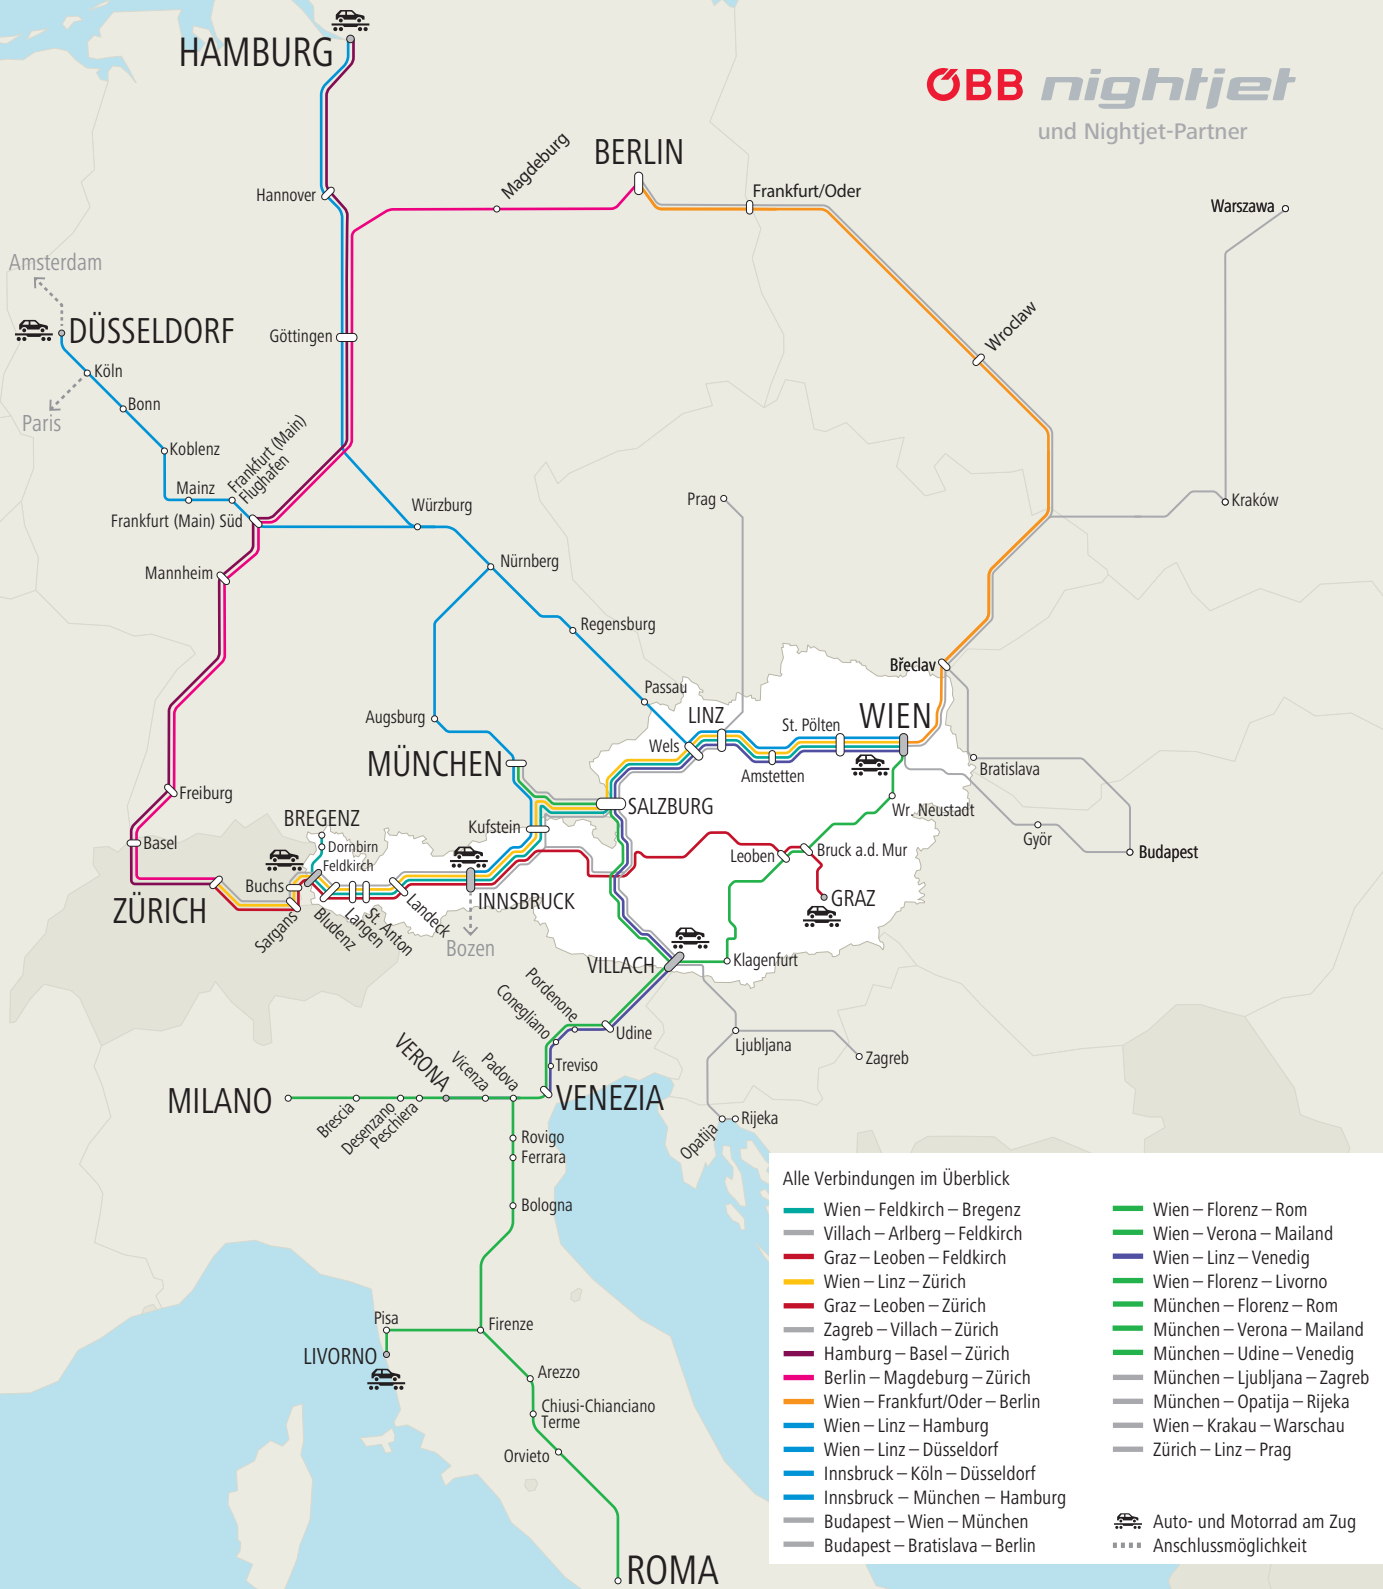 HAMBURG
ÖBB nightjet
und Nightjet-Partner
BERLIN
Magdeburg
Frankfurt/Oder
Hannover
Warszawa
Amsterdam
DÜSSELDORF
Göttingen
Wroclaw
Köln
Paris
Bonn
Koblenz
Frankfurt (Main)
Flughafen
Mainz
Prag
Würzburg
Kraków
Frankfurt (Main) Süd
Nürnberg
Mannheim
Regensburg
Břeclav
Passau
Augsburg
LINZ
St. Pölten
WIEN
Wels
MÜNCHEN
Amstetten
Bratislava
Freiburg
SALZBURG
Wr. Neustadt
BREGENZ
Kufstein
Györ
Basel
Dornbirn
Feldkirch
Leoben
Bruck a.d. Mur
Budapest
Buchs
ZÜRICH
INNSBRUCK
GRAZ
Sargans
Bludenz
Langen
St. Anton
Landeck
Bozen
VILLACH
Klagenfurt
Pordenone
Conegliano
Udine
Ljubljana
Zagreb
VERONA
Vicenza
Padova
Treviso
MILANO
VENEZIA
Brescia
Desenzano
Peschiera
Opatija
Rijeka
Rovigo
Ferrara
Bologna
Pisa
Firenze
LIVORNO
Arezzo
Chiusi-Chianciano
Terme
Orvieto
ROMA
Alle Verbindungen im Überblick
Wien – Feldkirch – Bregenz
Villach – Arlberg – Feldkirch
Graz – Leoben – Feldkirch
Wien – Linz – Zürich
Graz – Leoben – Zürich
Zagreb – Villach – Zürich
Hamburg – Basel – Zürich
Berlin – Magdeburg – Zürich
Wien – Frankfurt/Oder – Berlin
Wien – Linz – Hamburg
Wien – Linz – Düsseldorf
Innsbruck – Köln – Düsseldorf
Innsbruck – München – Hamburg
Budapest – Wien – München
Budapest – Bratislava – Berlin
Wien – Florenz – Rom
Wien – Verona – Mailand
Wien – Linz – Venedig
Wien – Florenz – Livorno
München – Florenz – Rom
München – Verona – Mailand
München – Udine – Venedig
München – Ljubljana – Zagreb
München – Opatija – Rijeka
Wien – Krakau – Warschau
Zürich – Linz – Prag
Auto- und Motorrad am Zug
Anschlussmöglichkeit